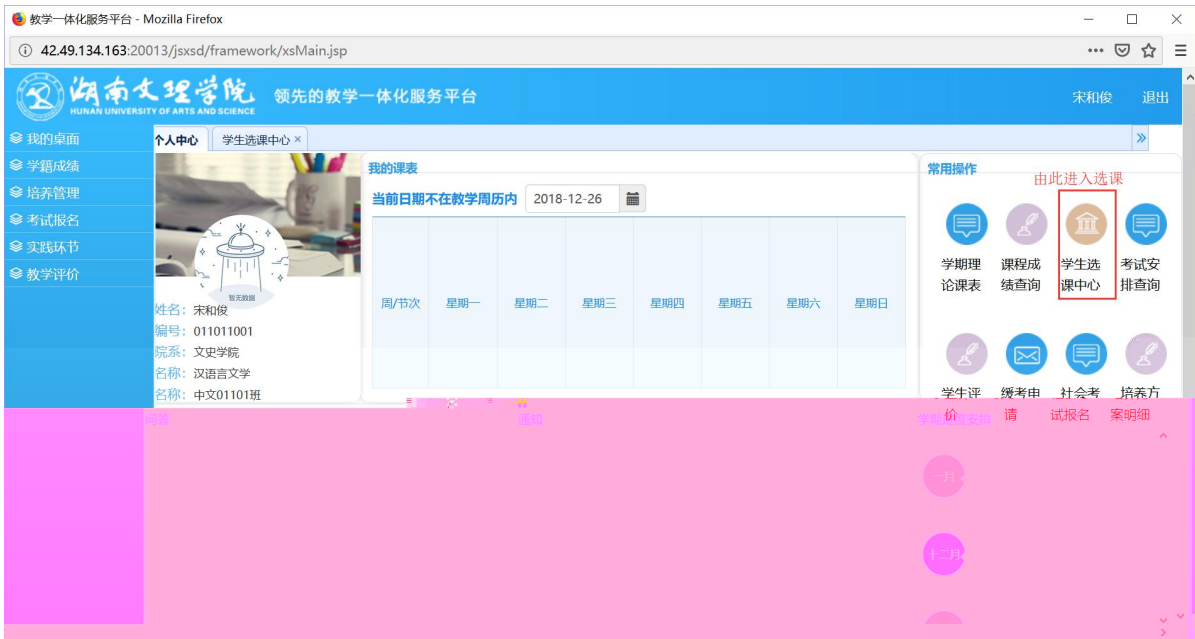 教学一体化服务平台 - Mozilla Firefox
42.49.134.163:20013/jsxsd/framework/xsMain.jsp
湖南文理学院
HUNAN UNIVERSITY OF ARTS AND SCIENCE
领先的教学一体化服务平台
宋和俊 退出
我的桌面
学籍成绩
培养管理
考试报名
实践环节
教学评价
个人中心 学生选课中心 ×
暂无数据
姓名: 宋和俊
编号: 011011001
院系: 文史学院
名称: 汉语言文学
名称: 中文01101班
我的课表
当前日期不在教学周历内 2018-12-26
周/节次 星期一 星期二 星期三 星期四 星期五 星期六 星期日
常用操作
由此进入选课
学期理 课程成 学生选 考试安
论课表 绩查询 课中心 排查询
学生评 缓考申 社会考 培养方
价 请 试报名 案明细
问答
通知
一月
十二月